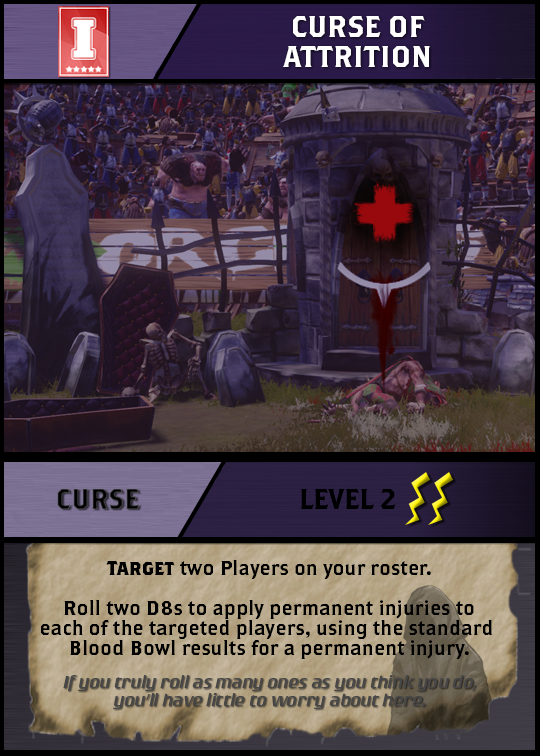 I
CURSE OF
ATTRITION
CURSE
LEVEL 2
TARGET two Players on your roster.
Roll two D8s to apply permanent injuries to
each of the targeted players, using the standard
Blood Bowl results for a permanent injury.
If you truly roll as many ones as you think you do,
you'll have little to worry about here.